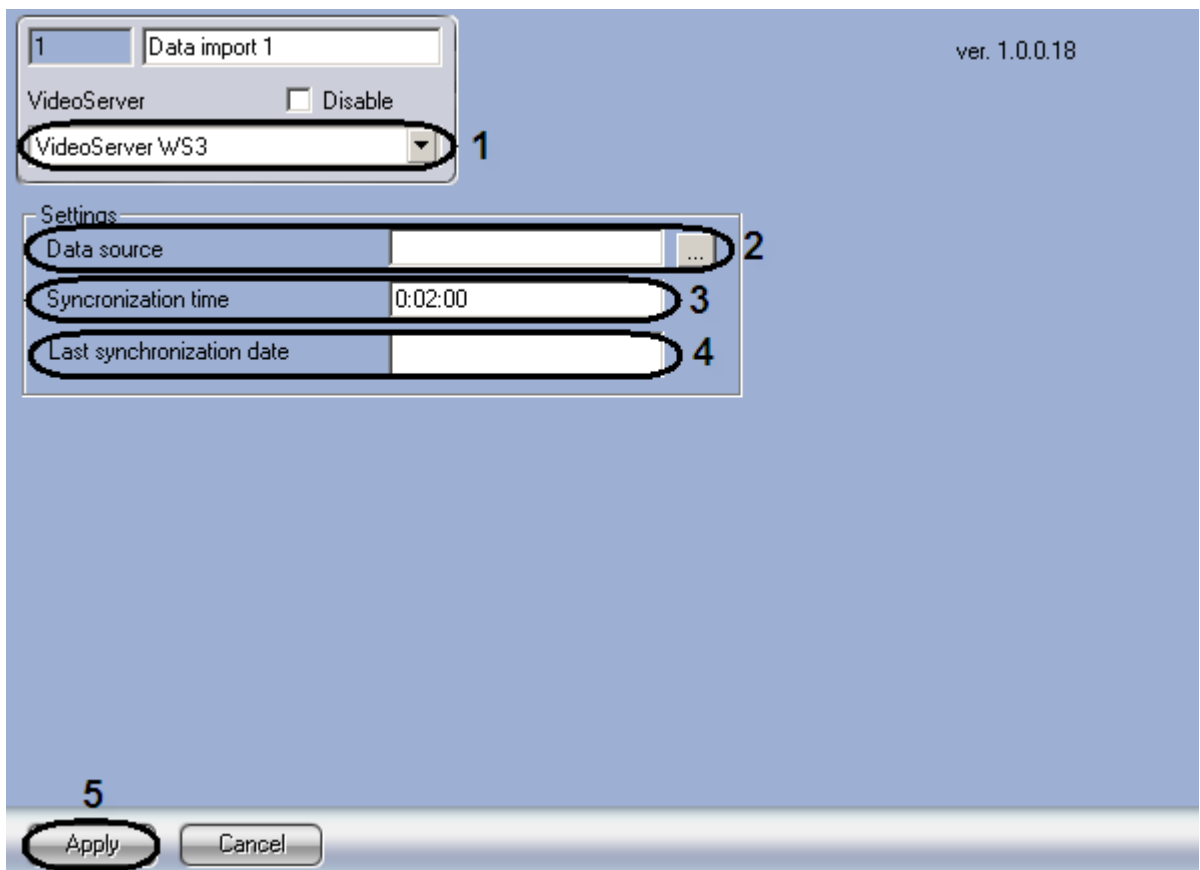 1 Data import 1
ver. 1.0.0.18
VideoServer Disable
VideoServer WS3 1
Settings
Data source ... 2
Syncronization time 0:02:00 3
Last synchronization date 4
5
Apply Cancel